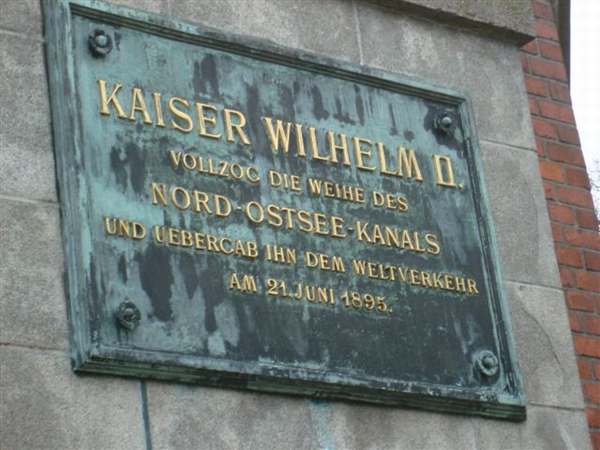 KAISER WILHELM II.
VOLLZOG DIE WEIHE DES
NORD-OSTSEE-KANALS
UND UEBERGAB IHN DEM WELTVERKEHR
AM 21. JUNI 1895.